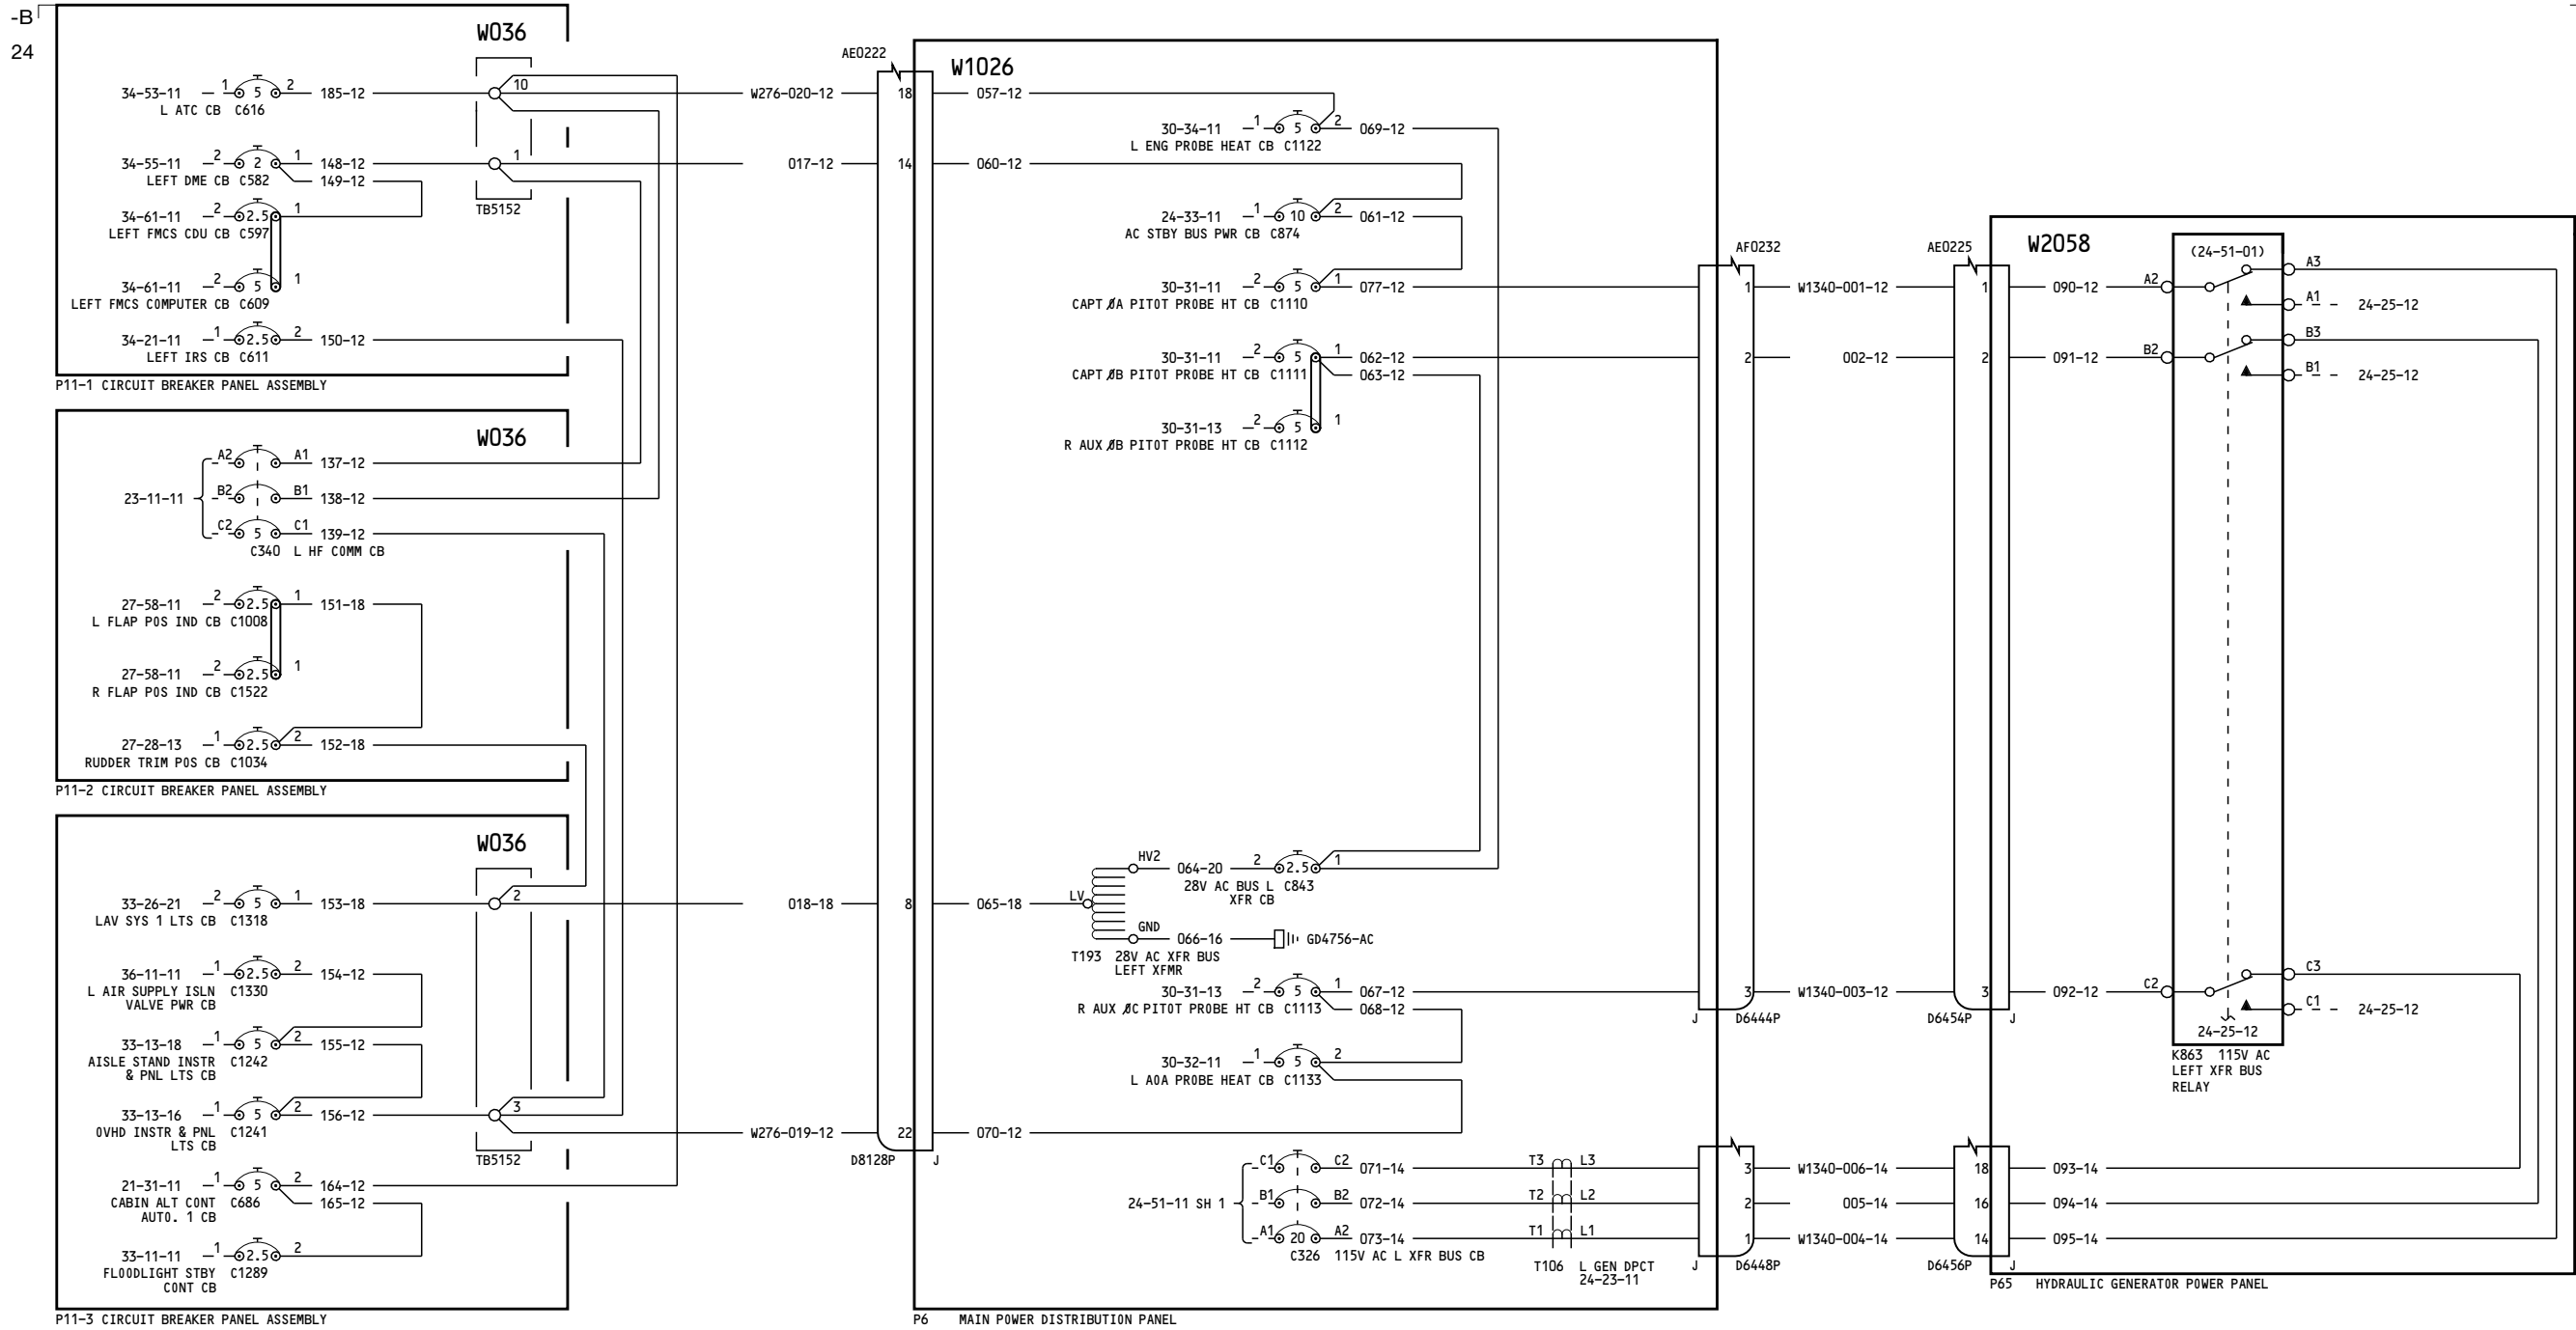 -B
24
W036
34-53-11 1 5 2 185-12 10
L ATC CB C616
34-55-11 2 2 1 148-12 1
LEFT DME CB C582 149-12
34-61-11 2 2.5 1 TB5152
LEFT FMCS CDU CB C597
34-61-11 2 5 1
LEFT FMCS COMPUTER CB C609
34-21-11 1 2.5 2 150-12
LEFT IRS CB C611
P11-1 CIRCUIT BREAKER PANEL ASSEMBLY
W036
A2 A1 137-12
23-11-11 B2 B1 138-12
C2 5 C1 139-12
C340 L HF COMM CB
27-58-11 2 2.5 1 151-18
L FLAP POS IND CB C1008
27-58-11 2 2.5 1
R FLAP POS IND CB C1522
27-28-13 1 2.5 2 152-18
RUDDER TRIM POS CB C1034
P11-2 CIRCUIT BREAKER PANEL ASSEMBLY
W036
33-26-21 2 5 1 153-18 2
LAV SYS 1 LTS CB C1318
36-11-11 1 2.5 2 154-12
L AIR SUPPLY ISLN C1330
VALVE PWR CB
33-13-18 1 5 2 155-12
AISLE STAND INSTR C1242
& PNL LTS CB
33-13-16 1 5 2 156-12 3
OVHD INSTR & PNL C1241
LTS CB
TB5152
21-31-11 1 5 2 164-12
CABIN ALT CONT C686 165-12
AUTO. 1 CB
33-11-11 1 2.5 2
FLOODLIGHT STBY C1289
CONT CB
P11-3 CIRCUIT BREAKER PANEL ASSEMBLY
AE0222
W276-020-12 18
017-12 14
018-18 8
W276-019-12 22
D8128P J
W1026
057-12
30-34-11 1 5 2 069-12
L ENG PROBE HEAT CB C1122
060-12
24-33-11 1 10 2 061-12
AC STBY BUS PWR CB C874
30-31-11 2 5 1 077-12
CAPT ØA PITOT PROBE HT CB C1110
30-31-11 2 5 1 062-12
CAPT ØB PITOT PROBE HT CB C1111 063-12
30-31-13 2 5 1
R AUX ØB PITOT PROBE HT CB C1112
HV2 064-20 2 2.5 1
28V AC BUS L C843
XFR CB
065-18 LV
GND 066-16 GD4756-AC
T193 28V AC XFR BUS
LEFT XFMR
30-31-13 2 5 1 067-12
R AUX ØC PITOT PROBE HT CB C1113 068-12
30-32-11 1 5 2
L AOA PROBE HEAT CB C1133
070-12
C1 C2 071-14 T3 L3
24-51-11 SH 1 B1 B2 072-14 T2 L2
A1 20 A2 073-14 T1 L1
C326 115V AC L XFR BUS CB
T106 L GEN DPCT
24-23-11
P6 MAIN POWER DISTRIBUTION PANEL
AF0232 AE0225
1 W1340-001-12 1
2 002-12 2
3 W1340-003-12 3
J D6444P D6454P J
3 W1340-006-14 18
2 005-14 16
1 W1340-004-14 14
J D6448P D6456P J
W2058
(24-51-01)
A3
090-12 A2
A1 24-25-12
B3
091-12 B2
B1 24-25-12
C3
092-12 C2
C1 24-25-12
24-25-12
K863 115V AC
LEFT XFR BUS
RELAY
093-14
094-14
095-14
P65 HYDRAULIC GENERATOR POWER PANEL